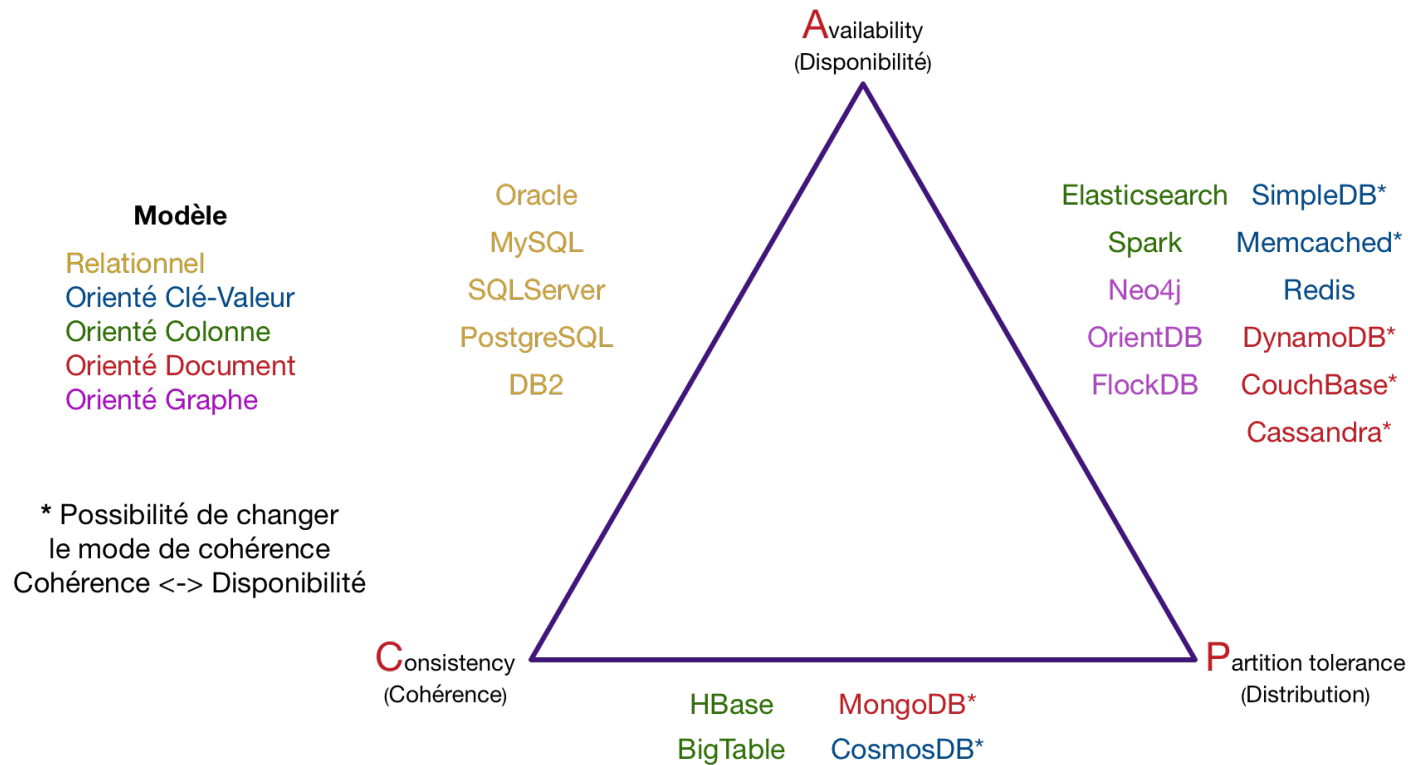 Availability
(Disponibilité)
Modèle
Relationnel
Orienté Clé-Valeur
Orienté Colonne
Orienté Document
Orienté Graphe
* Possibilité de changer
le mode de cohérence
Cohérence <-> Disponibilité
Oracle
MySQL
SQLServer
PostgreSQL
DB2
Elasticsearch
Spark
Neo4j
OrientDB
FlockDB
SimpleDB*
Memcached*
Redis
DynamoDB*
CouchBase*
Cassandra*
Consistency
(Cohérence)
Partition tolerance
(Distribution)
HBase
BigTable
MongoDB*
CosmosDB*